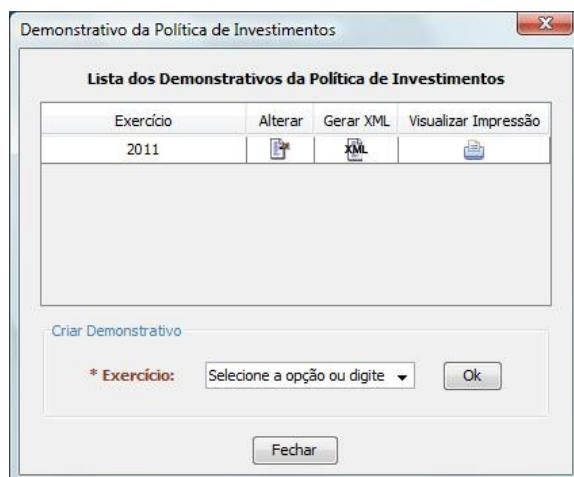 Demonstrativo da Política de Investimentos
Lista dos Demonstrativos da Política de Investimentos
Exercício Alterar Gerar XML Visualizar Impressão
2011 XML
Criar Demonstrativo
* Exercício: Selecione a opção ou digite Ok
Fechar